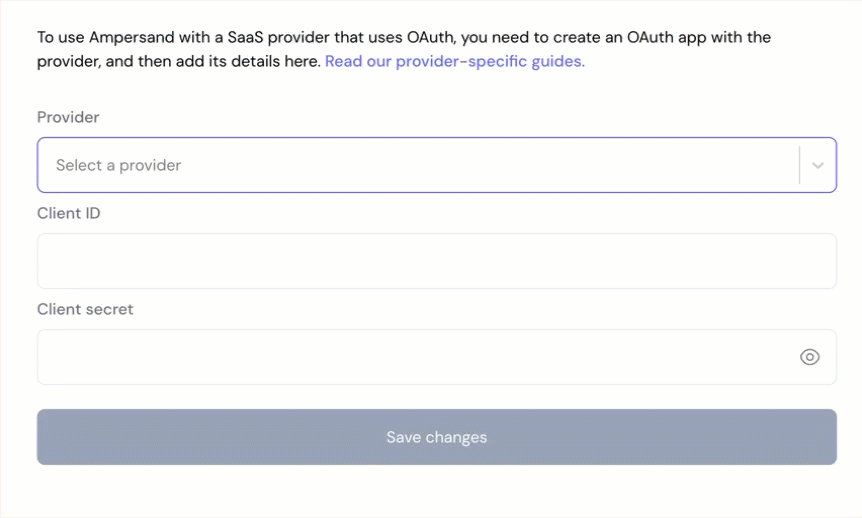 To use Ampersand with a SaaS provider that uses OAuth, you need to create an OAuth app with the
provider, and then add its details here. Read our provider-specific guides.
Provider
Select a provider
Client ID
Client secret
Save changes